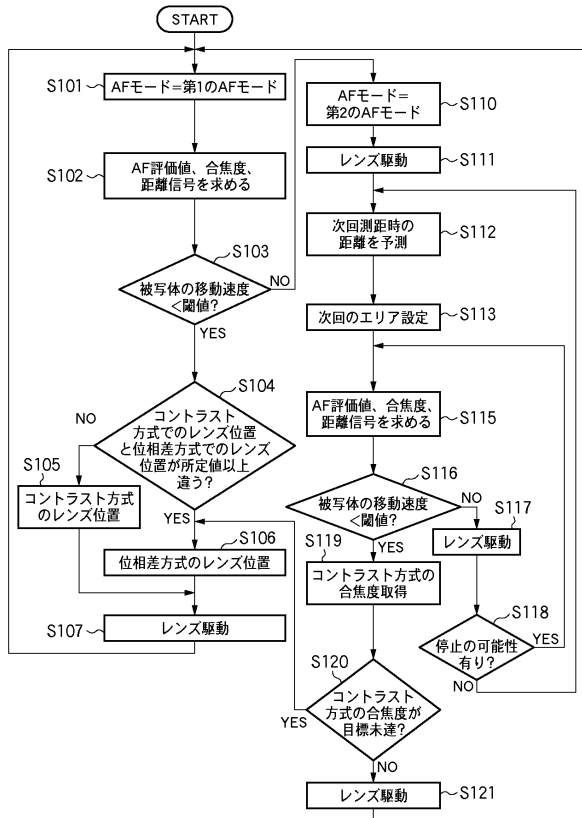 START
S101
AFモード=第1のAFモード
S102
AF評価値、合焦度、
距離信号を求める
S103
被写体の移動速度
<閾値?
NO
YES
S104
コントラスト
方式でのレンズ位置
と位相差方式でのレンズ
位置が所定値以上
違う?
NO
YES
S105
コントラスト方式
のレンズ位置
S106
位相差方式のレンズ位置
S107
レンズ駆動
AFモード=
第2のAFモード
S110
レンズ駆動
S111
次回測距時の
距離を予測
S112
次回のエリア設定
S113
AF評価値、合焦度、
距離信号を求める
S115
S116
被写体の移動速度
<閾値?
NO
YES
S117
レンズ駆動
S118
停止の可能性
有り?
YES
NO
S119
コントラスト方式の
合焦度取得
S120
コントラスト
方式の合焦度が
目標未達?
YES
NO
レンズ駆動
S121